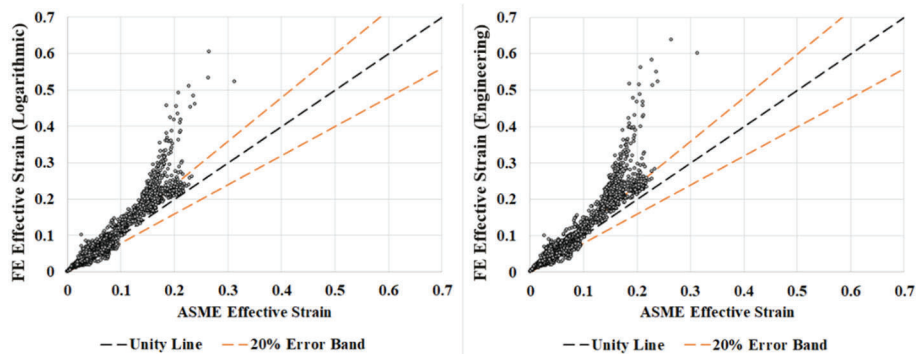 FE Effective Strain (Logarithmic)
0.7
0.6
0.5
0.4
0.3
0.2
0.1
0
0 0.1 0.2 0.3 0.4 0.5 0.6 0.7
ASME Effective Strain
Unity Line 20% Error Band
FE Effective Strain (Engineering)
0.7
0.6
0.5
0.4
0.3
0.2
0.1
0
0 0.1 0.2 0.3 0.4 0.5 0.6 0.7
ASME Effective Strain
Unity Line 20% Error Band